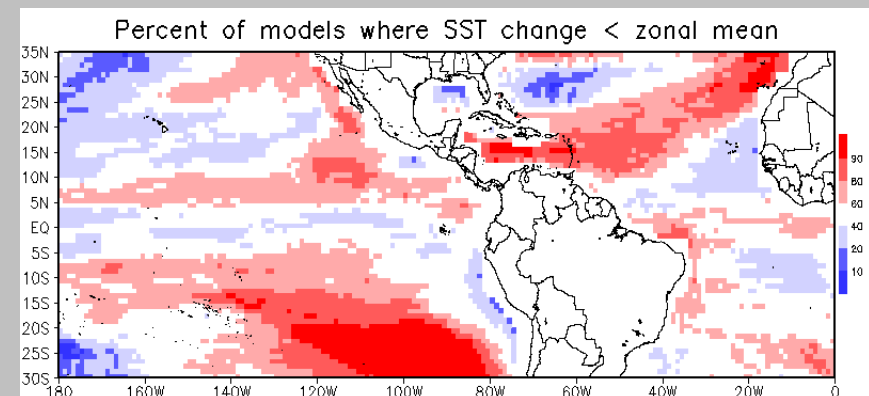 Percent of models where SST change < zonal mean
35N
30N
25N
20N
15N
10N
5N
EQ
5S
10S
15S
20S
25S
30S
180 160W 140W 120W 100W 80W 60W 40W 20W 0
90
80
60
40
20
10